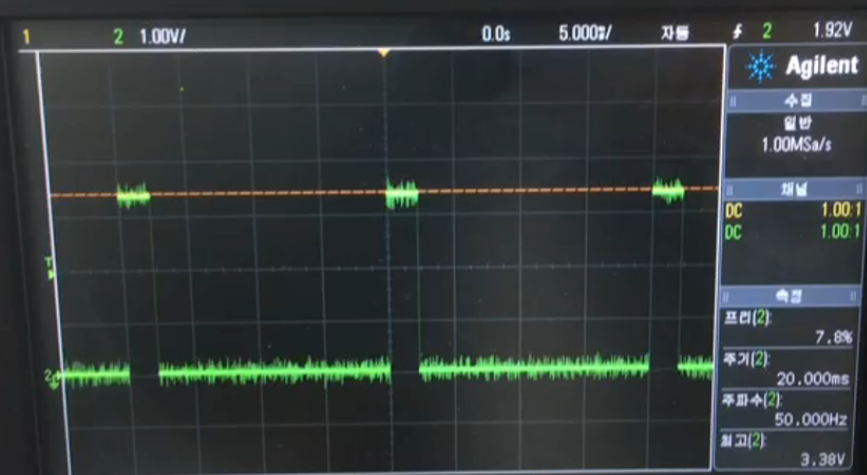 1 2 1.00V/ 0.0s 5.000 / 자동 2 1.92V
Agilent
수집
일반
1.00MSa/s
채널
DC 1.00:1
DC 1.00:1
측정
프리(2):
7.8%
주기(2):
20.000ms
주파수(2):
50.000Hz
최고(2):
3.38V
T
2